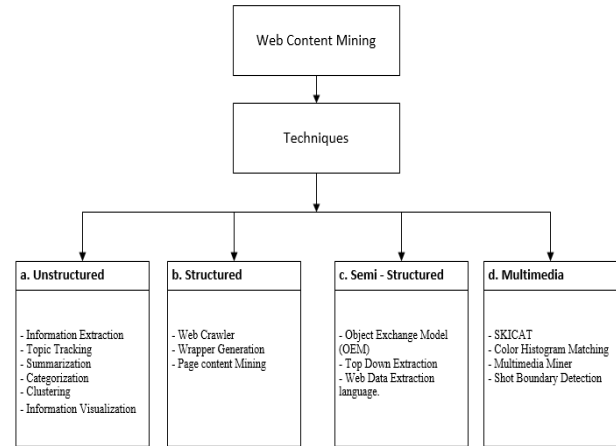 Web Content Mining
Techniques
a. Unstructured
- Information Extraction
- Topic Tracking
- Summarization
- Categorization
- Clustering
- Information Visualization
b. Structured
- Web Crawler
- Wrapper Generation
- Page content Mining
c. Semi - Structured
- Object Exchange Model
(OEM)
- Top Down Extraction
- Web Data Extraction
language.
d. Multimedia
- SKICAT
- Color Histogram Matching
- Multimedia Miner
- Shot Boundary Detection